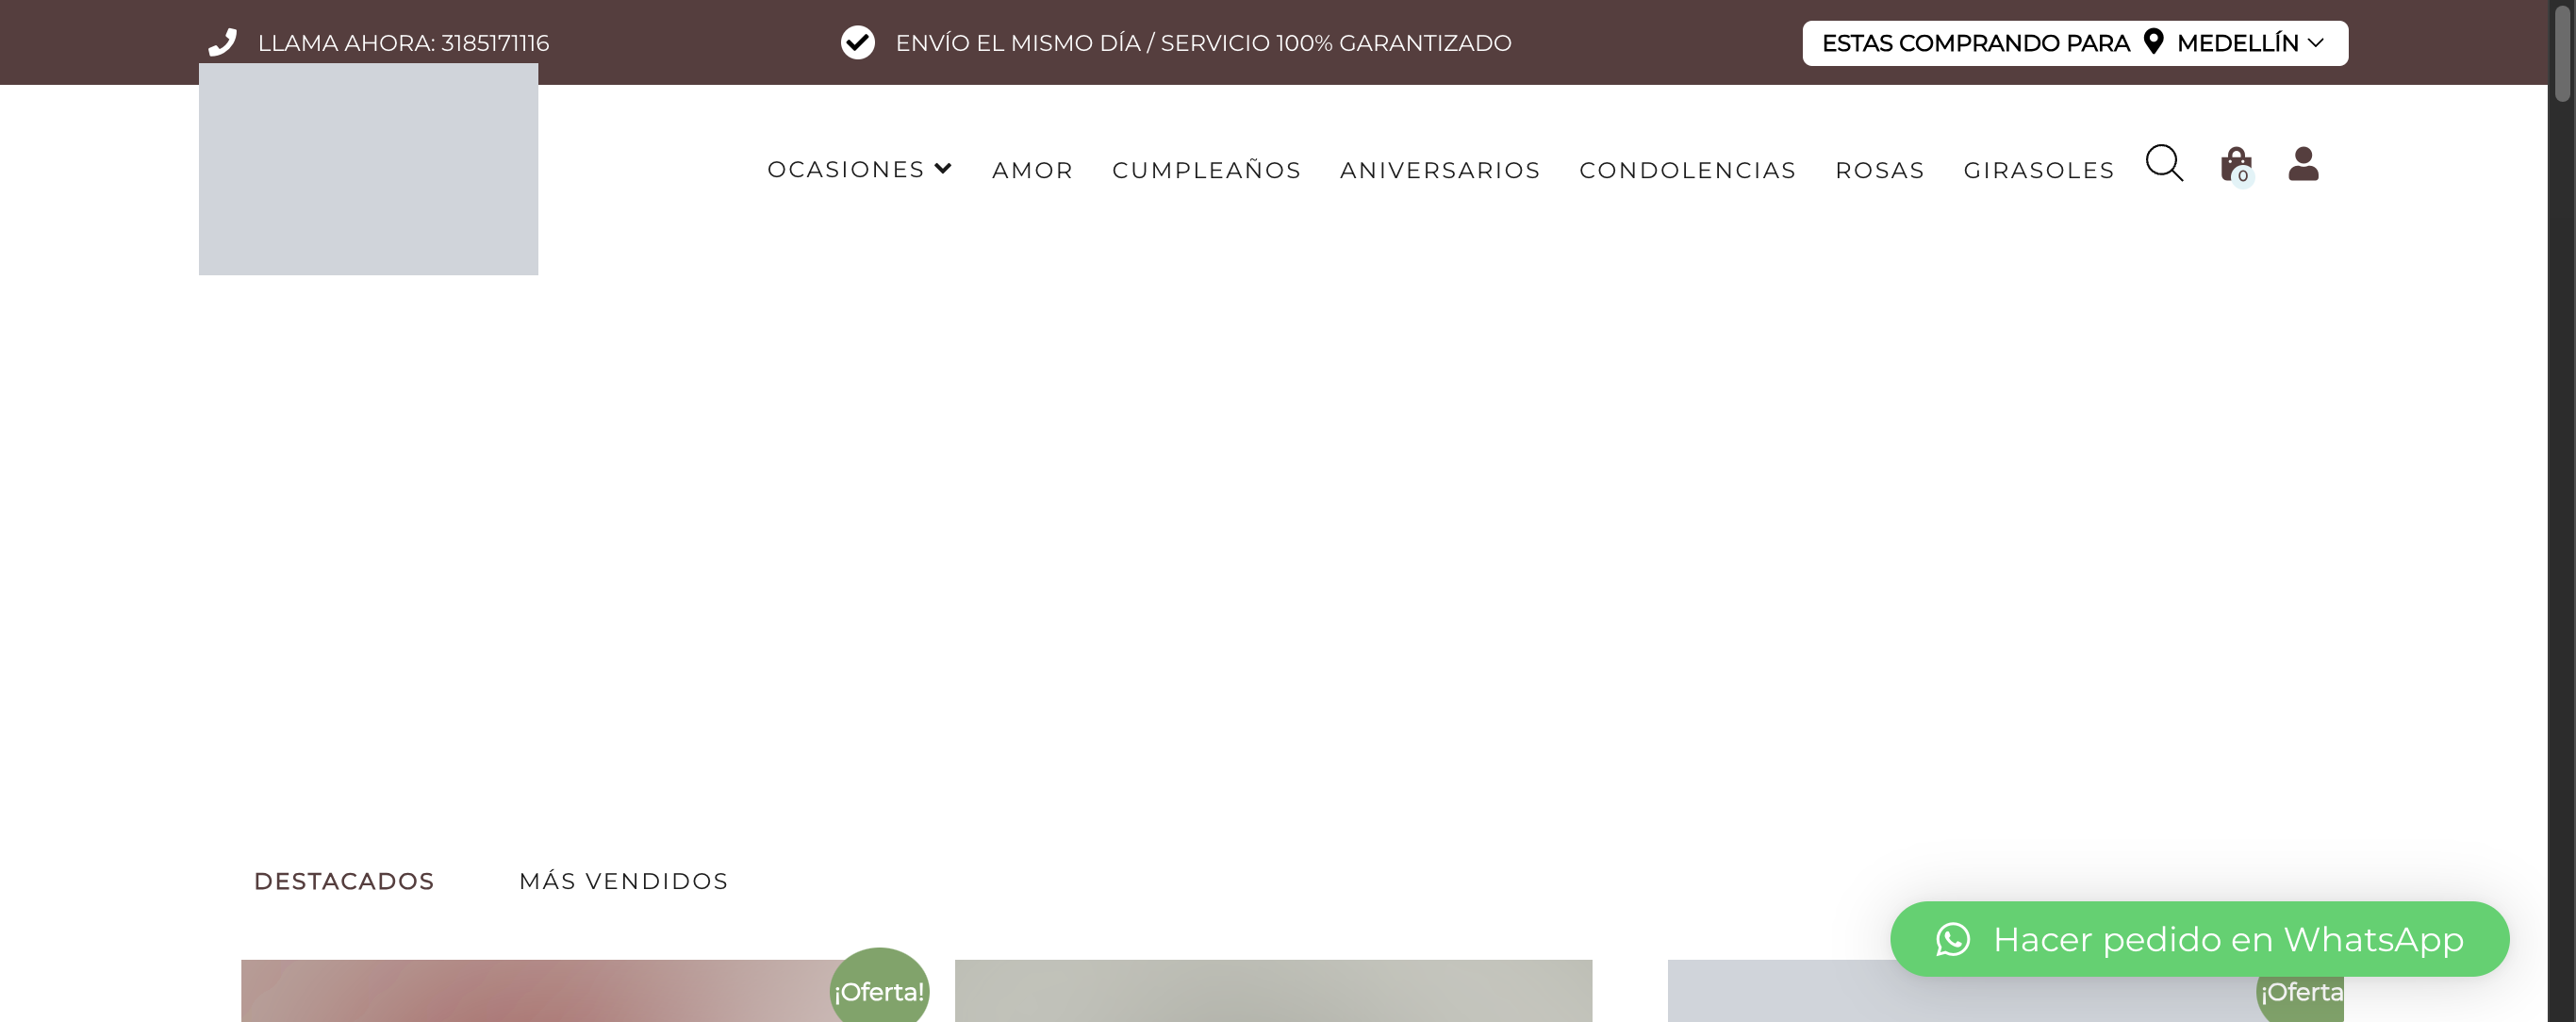 LLAMA AHORA: 3185171116
ENVÍO EL MISMO DÍA / SERVICIO 100% GARANTIZADO
ESTAS COMPRANDO PARA MEDELLÍN
OCASIONES AMOR CUMPLEAÑOS ANIVERSARIOS CONDOLENCIAS ROSAS GIRASOLES
0
DESTACADOS MÁS VENDIDOS
Hacer pedido en WhatsApp
¡Oferta!
¡Oferta